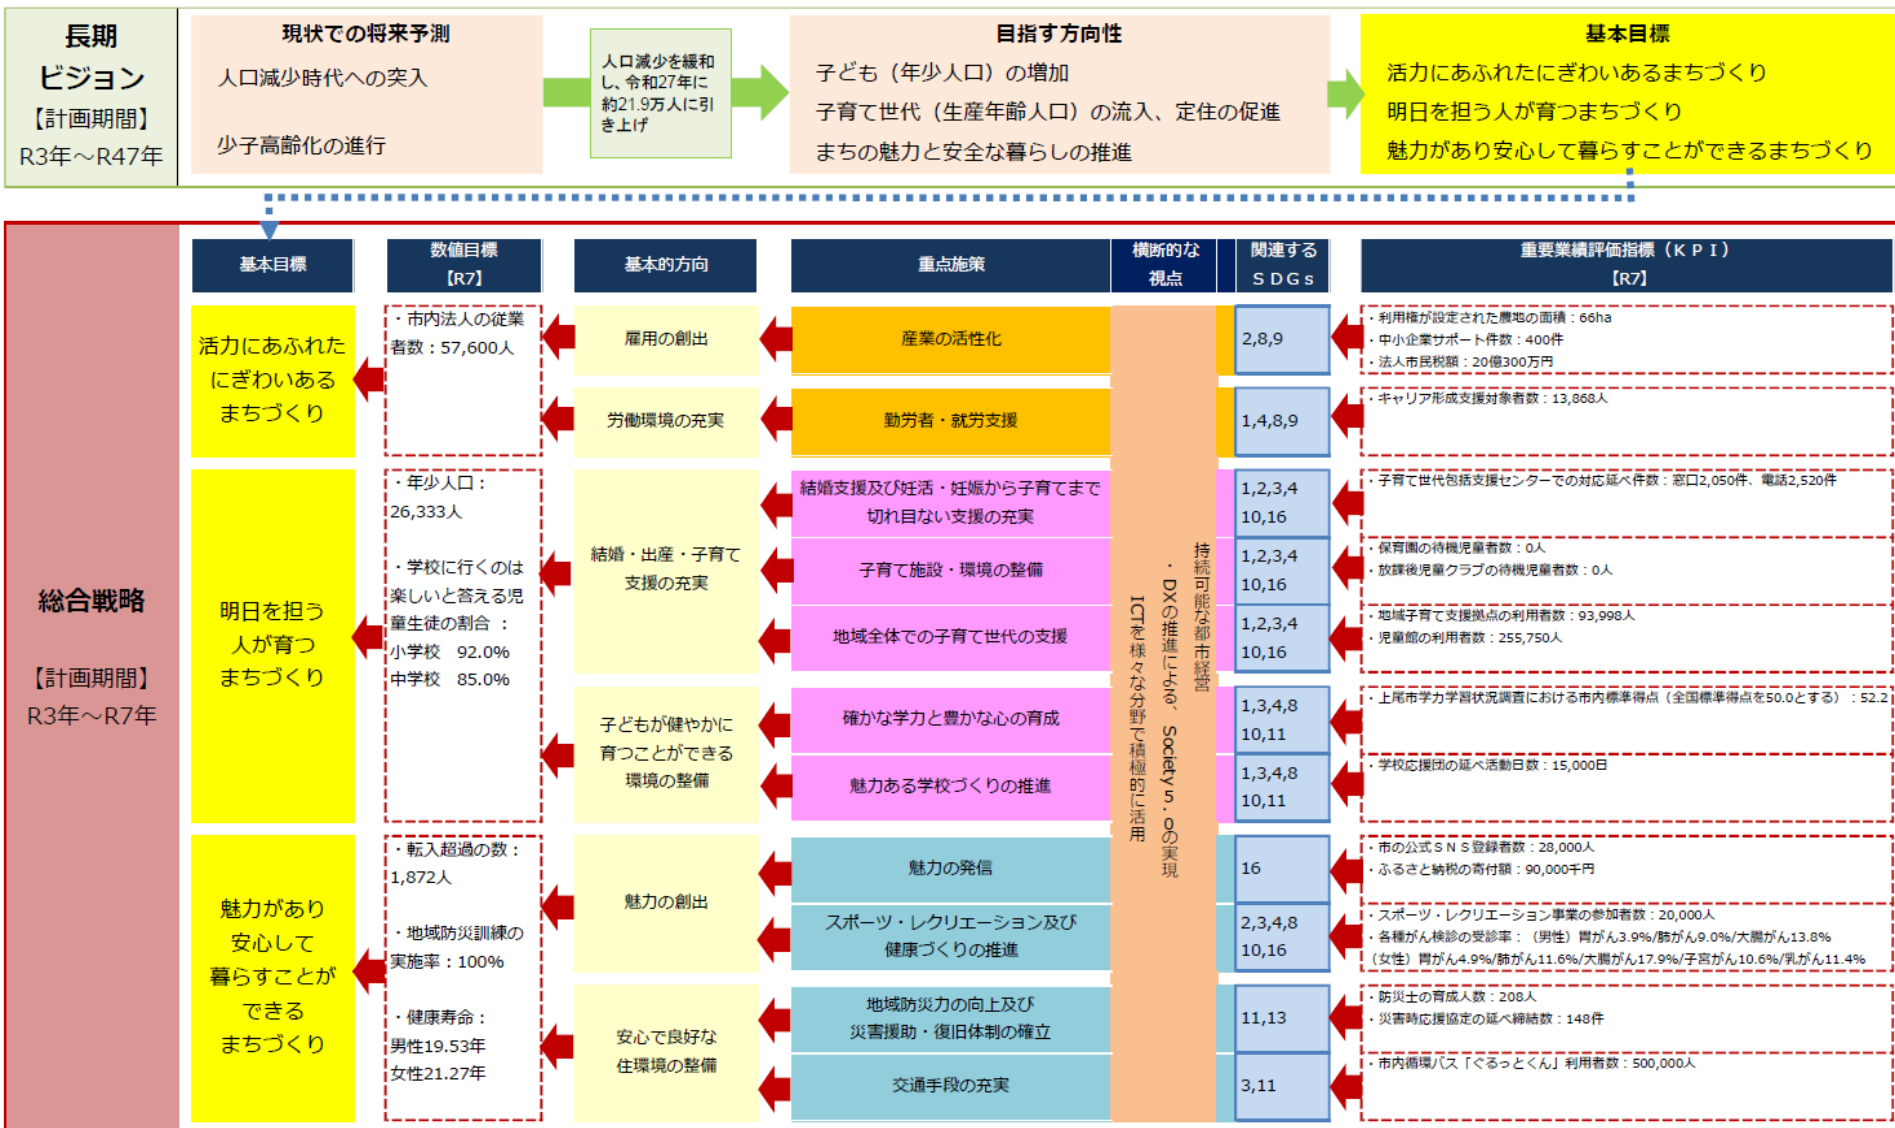 長期
ビジョン
【計画期間】
R3年～R47年
現状での将来予測
人口減少時代への突入
少子高齢化の進行
人口減少を緩和
し、令和27年に
約21.9万人に引
き上げ
目指す方向性
子ども（年少人口）の増加
子育て世代（生産年齢人口）の流入、定住の促進
まちの魅力と安全な暮らしの推進
基本目標
活力にあふれたにぎわいあるまちづくり
明日を担う人が育つまちづくり
魅力があり安心して暮らすことができるまちづくり
総合戦略
【計画期間】
R3年～R7年
基本目標
数値目標
【R7】
基本的方向
重点施策
横断的な
視点
関連する
ＳＤＧｓ
重要業績評価指標（ＫＰＩ）
【R7】
活力にあふれた
にぎわいある
まちづくり
・市内法人の従業
者数：57,600人
雇用の創出
産業の活性化
2,8,9
・利用権が設定された農地の面積：66ha
・中小企業サポート件数：400件
・法人市民税額：20億300万円
労働環境の充実
勤労者・就労支援
1,4,8,9
・キャリア形成支援対象者数：13,868人
明日を担う
人が育つ
まちづくり
・年少人口：
26,333人
・学校に行くのは
楽しいと答える児
童生徒の割合：
小学校　92.0%
中学校　85.0%
結婚・出産・子育て
支援の充実
結婚支援及び妊活・妊娠から子育てまで
切れ目ない支援の充実
1,2,3,4
10,16
・子育て世代包括支援センターでの対応延べ件数：窓口2,050件、電話2,520件
子育て施設・環境の整備
1,2,3,4
10,16
・保育園の待機児童者数：0人
・放課後児童クラブの待機児童者数：0人
地域全体での子育て世代の支援
1,2,3,4
10,16
・地域子育て支援拠点の利用者数：93,998人
・児童館の利用者数：255,750人
子どもが健やかに
育つことができる
環境の整備
確かな学力と豊かな心の育成
1,3,4,8
10,11
・上尾市学力学習状況調査における市内標準得点（全国標準得点を50.0とする）：52.2
魅力ある学校づくりの推進
1,3,4,8
10,11
・学校応援団の延べ活動日数：15,000日
持続可能な都市経営
・DXの推進による、Society5.0の実現
ICTを様々な分野で積極的に活用
魅力があり
安心して
暮らすことが
できる
まちづくり
・転入超過の数：
1,872人
・地域防災訓練の
実施率：100%
・健康寿命：
男性19.53年
女性21.27年
魅力の創出
魅力の発信
16
・市の公式ＳＮＳ登録者数：28,000人
・ふるさと納税の寄付額：90,000千円
スポーツ・レクリエーション及び
健康づくりの推進
2,3,4,8
10,16
・スポーツ・レクリエーション事業の参加者数：20,000人
・各種がん検診の受診率：（男性）胃がん3.9%/肺がん9.0%/大腸がん13.8%
（女性）胃がん4.9%/肺がん11.6%/大腸がん17.9%/子宮がん10.6%/乳がん11.4%
安心で良好な
住環境の整備
地域防災力の向上及び
災害援助・復旧体制の確立
11,13
・防災士の育成人数：208人
・災害時応援協定の延べ締結数：148件
交通手段の充実
3,11
・市内循環バス「ぐるっとくん」利用者数：500,000人